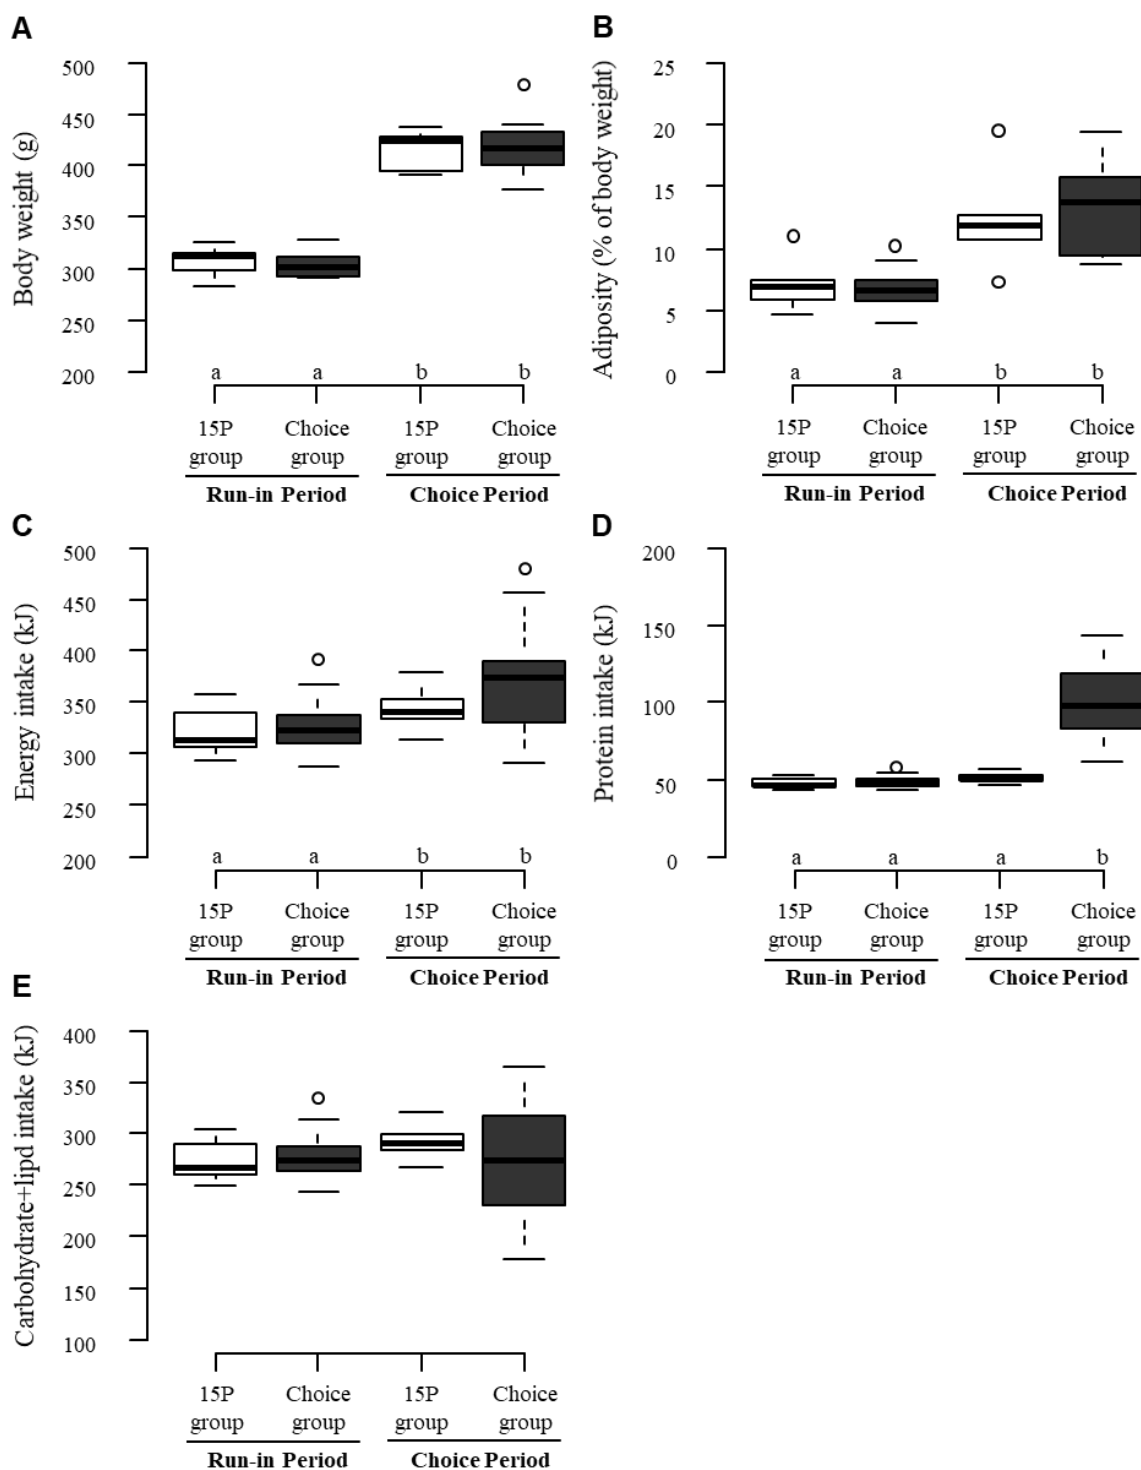 A
Body weight (g)
500
450
400
350
300
250
200
a a b b
15P group Choice group 15P group Choice group
Run-in Period Choice Period
B
Adiposity (% of body weight)
25
20
15
10
5
0
a a b b
15P group Choice group 15P group Choice group
Run-in Period Choice Period
C
Energy intake (kJ)
500
450
400
350
300
250
200
a a b b
15P group Choice group 15P group Choice group
Run-in Period Choice Period
D
Protein intake (kJ)
200
150
100
50
0
a a a b
15P group Choice group 15P group Choice group
Run-in Period Choice Period
E
Carbohydrate+lipd intake (kJ)
400
350
300
250
200
150
100
15P group Choice group 15P group Choice group
Run-in Period Choice Period